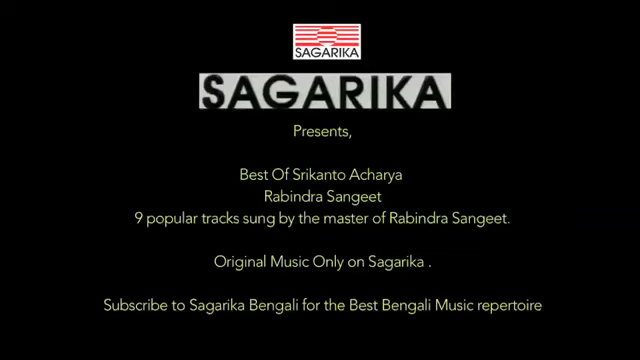 SAGARIKA
SAGARIKA
Presents,
Best Of Srikanto Acharya
Rabindra Sangeet
9 popular tracks sung by the master of Rabindra Sangeet.
Original Music Only on Sagarika .
Subscribe to Sagarika Bengali for the Best Bengali Music repertoire